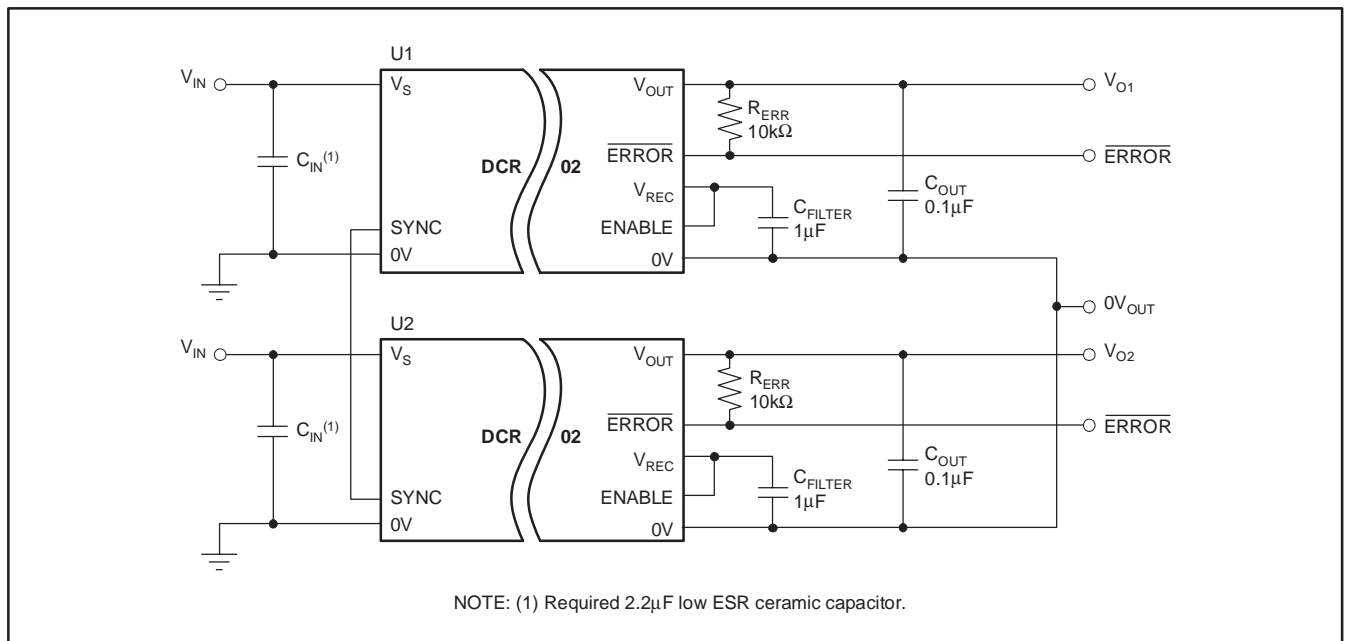 U1
V_IN
V_S
V_OUT
V_O1
R_ERR
10kΩ
ERROR
ERROR
C_IN(1)
DCR
02
V_REC
C_OUT
0.1μF
C_FILTER
1μF
SYNC
ENABLE
0V
0V
0V_OUT
U2
V_IN
V_S
V_OUT
V_O2
R_ERR
10kΩ
ERROR
ERROR
C_IN(1)
DCR
02
V_REC
C_OUT
0.1μF
C_FILTER
1μF
SYNC
ENABLE
0V
0V
NOTE: (1) Required 2.2μF low ESR ceramic capacitor.